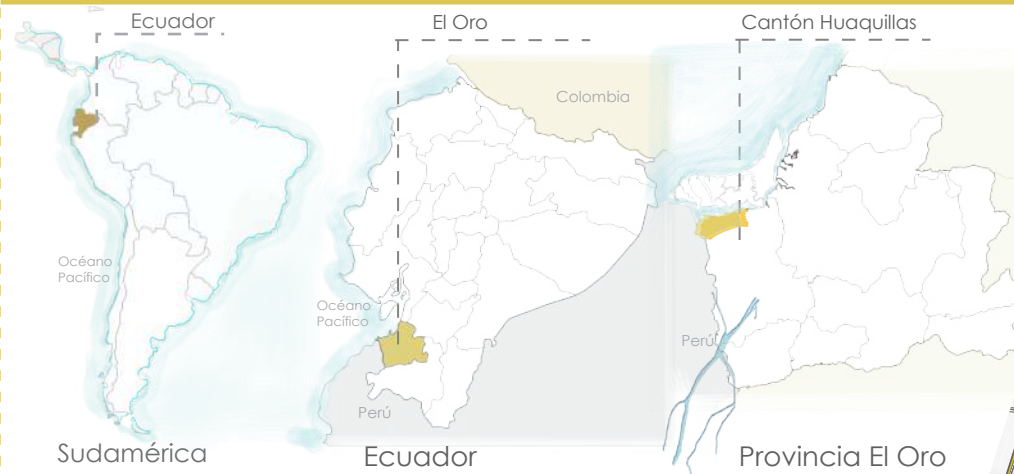 Ecuador
El Oro
Cantón Huaquillas
Colombia
Océano
Pacífico
Océano
Pacífico
Perú
Perú
Sudamérica
Ecuador
Provincia El Oro